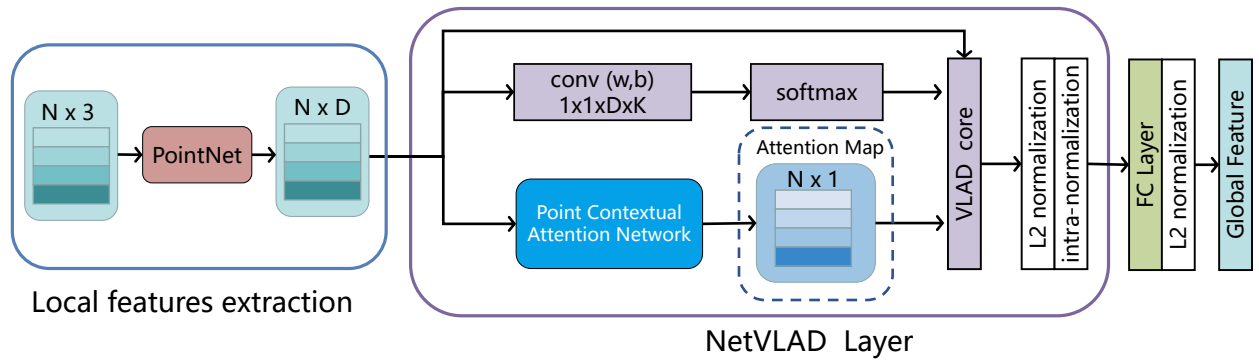 N x 3
PointNet
N x D
Local features extraction
conv (w,b)
1x1xDxK
softmax
Point Contextual
Attention Network
Attention Map
N x 1
VLAD core
L2 normalization
intra-normalization
NetVLAD Layer
FC Layer
L2 normalization
Global Feature